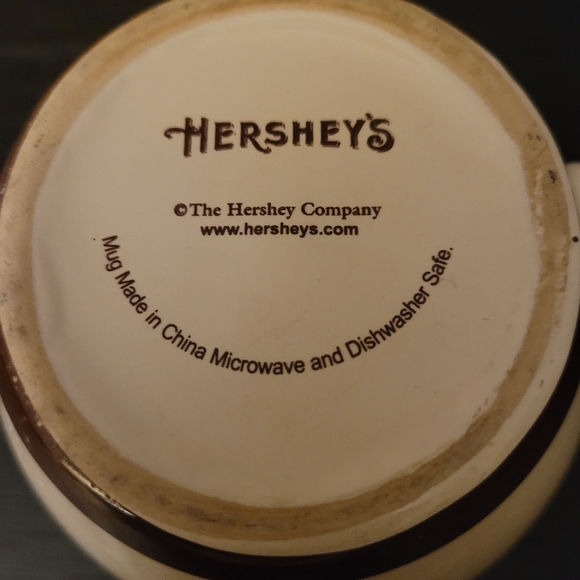 HERSHEY'S
©The Hershey Company
www.hersheys.com
Mug Made in China Microwave and Dishwasher Safe.